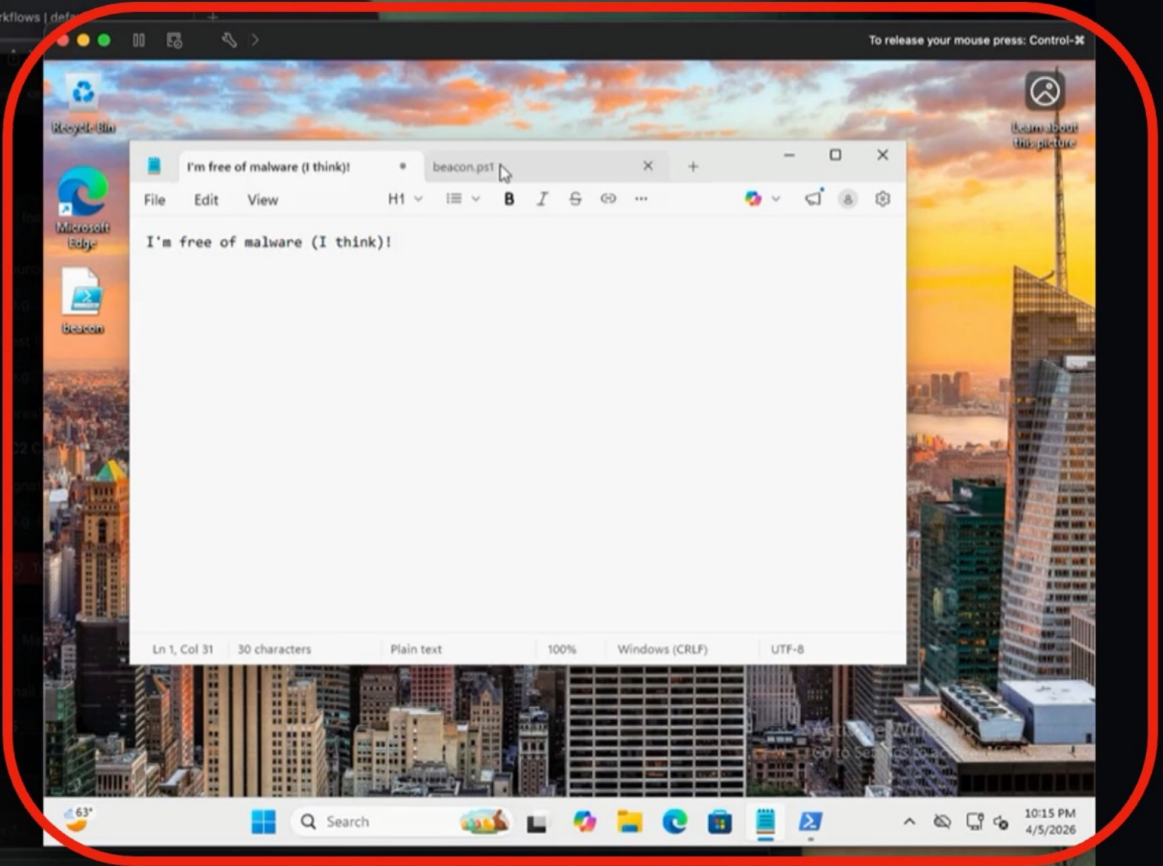 rkflows | def
To release your mouse press: Control-⌘
Recycle Bin
Learn about
this picture
I'm free of malware (I think)!
beacon.ps1
File Edit View
H1
Microsoft
Edge
I'm free of malware (I think)!
beacon
Ln 1, Col 31 30 characters Plain text 100% Windows (CRLF) UTF-8
63°
Search
10:15 PM
4/5/2026